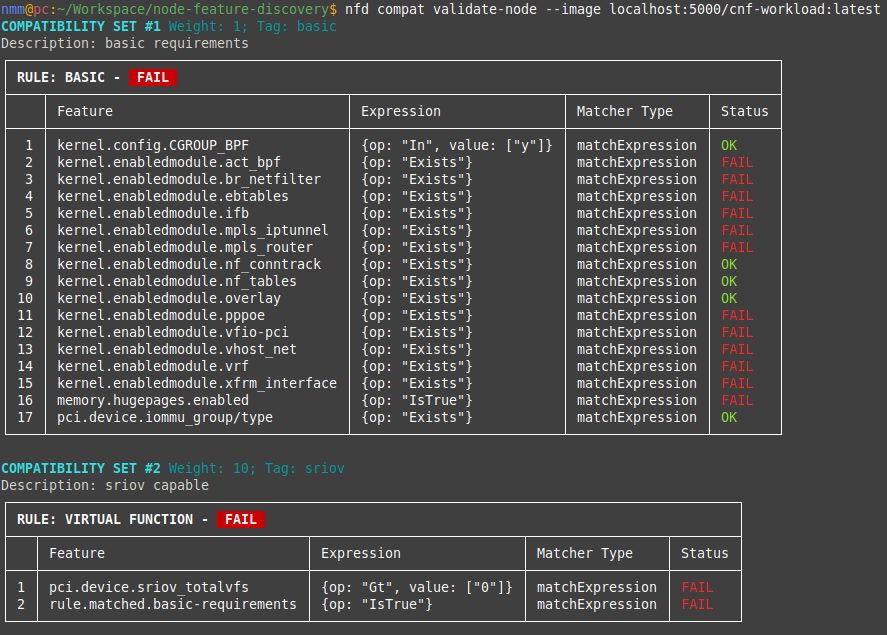 nmm@pc:~/Workspace/node-feature-discovery$ nfd compat validate-node --image localhost:5000/cnf-workload:latest
COMPATIBILITY SET #1 Weight: 1; Tag: basic
Description: basic requirements
RULE: BASIC - FAIL
Feature Expression Matcher Type Status
1 kernel.config.CGROUP_BPF {op: "In", value: ["y"]} matchExpression OK
2 kernel.enabledmodule.act_bpf {op: "Exists"} matchExpression FAIL
3 kernel.enabledmodule.br_netfilter {op: "Exists"} matchExpression FAIL
4 kernel.enabledmodule.ebtables {op: "Exists"} matchExpression FAIL
5 kernel.enabledmodule.ifb {op: "Exists"} matchExpression FAIL
6 kernel.enabledmodule.mpls_iptunnel {op: "Exists"} matchExpression FAIL
7 kernel.enabledmodule.mpls_router {op: "Exists"} matchExpression FAIL
8 kernel.enabledmodule.nf_conntrack {op: "Exists"} matchExpression OK
9 kernel.enabledmodule.nf_tables {op: "Exists"} matchExpression OK
10 kernel.enabledmodule.overlay {op: "Exists"} matchExpression OK
11 kernel.enabledmodule.pppoe {op: "Exists"} matchExpression FAIL
12 kernel.enabledmodule.vfio-pci {op: "Exists"} matchExpression FAIL
13 kernel.enabledmodule.vhost_net {op: "Exists"} matchExpression FAIL
14 kernel.enabledmodule.vrf {op: "Exists"} matchExpression FAIL
15 kernel.enabledmodule.xfrm_interface {op: "Exists"} matchExpression FAIL
16 memory.hugepages.enabled {op: "IsTrue"} matchExpression FAIL
17 pci.device.iommu_group/type {op: "Exists"} matchExpression OK
COMPATIBILITY SET #2 Weight: 10; Tag: sriov
Description: sriov capable
RULE: VIRTUAL FUNCTION - FAIL
Feature Expression Matcher Type Status
1 pci.device.sriov_totalvfs {op: "Gt", value: ["0"]} matchExpression FAIL
2 rule.matched.basic-requirements {op: "IsTrue"} matchExpression FAIL